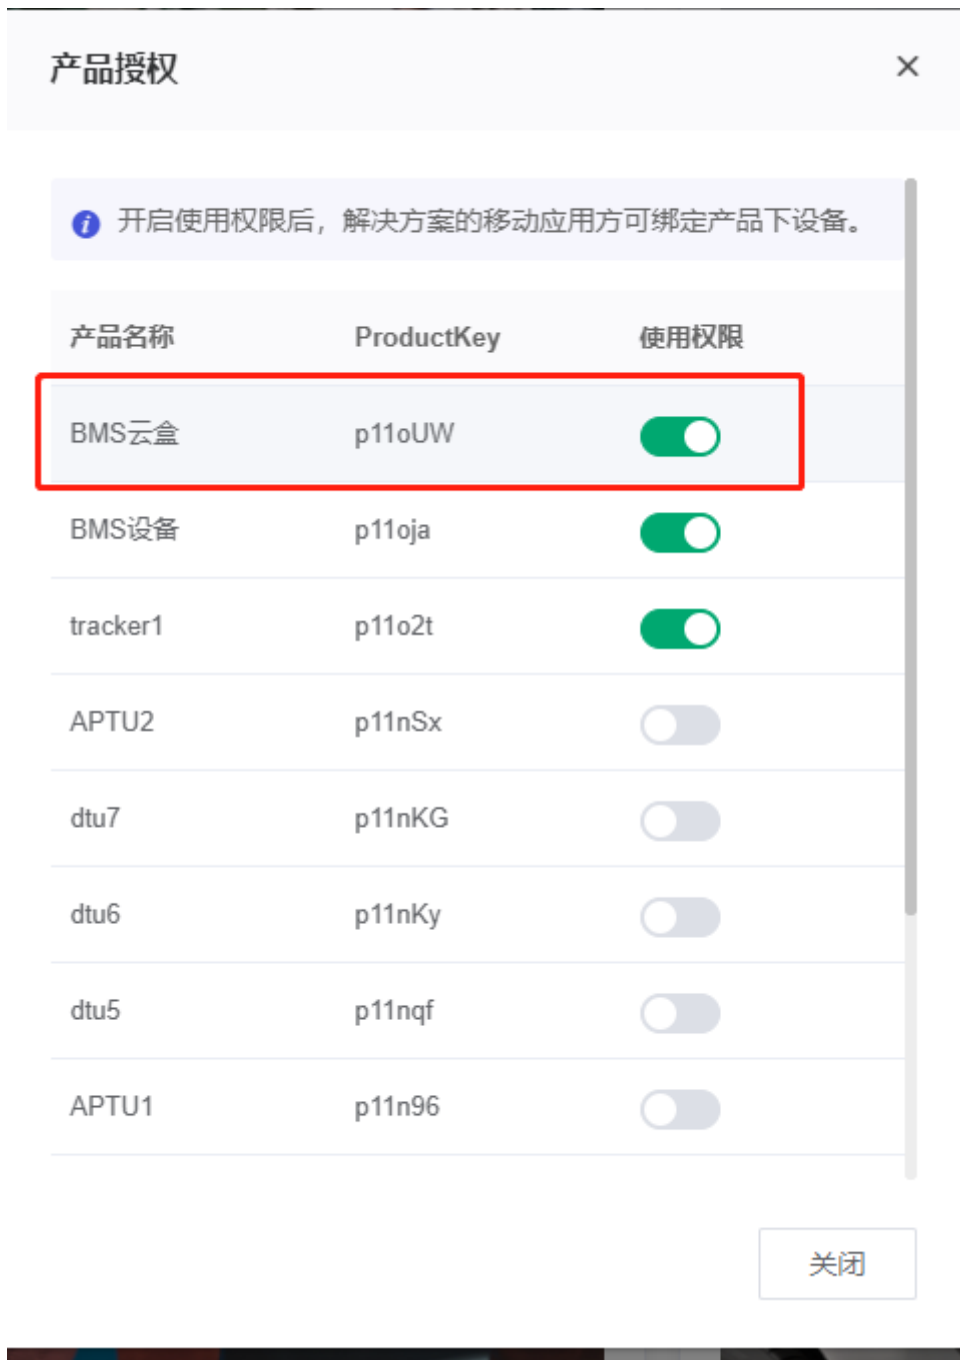 产品授权
开启使用权限后，解决方案的移动应用方可绑定产品下设备。
产品名称 ProductKey 使用权限
BMS云盒 p11oUW
BMS设备 p11oja
tracker1 p11o2t
APTU2 p11nSx
dtu7 p11nKG
dtu6 p11nKy
dtu5 p11nqf
APTU1 p11n96
关闭